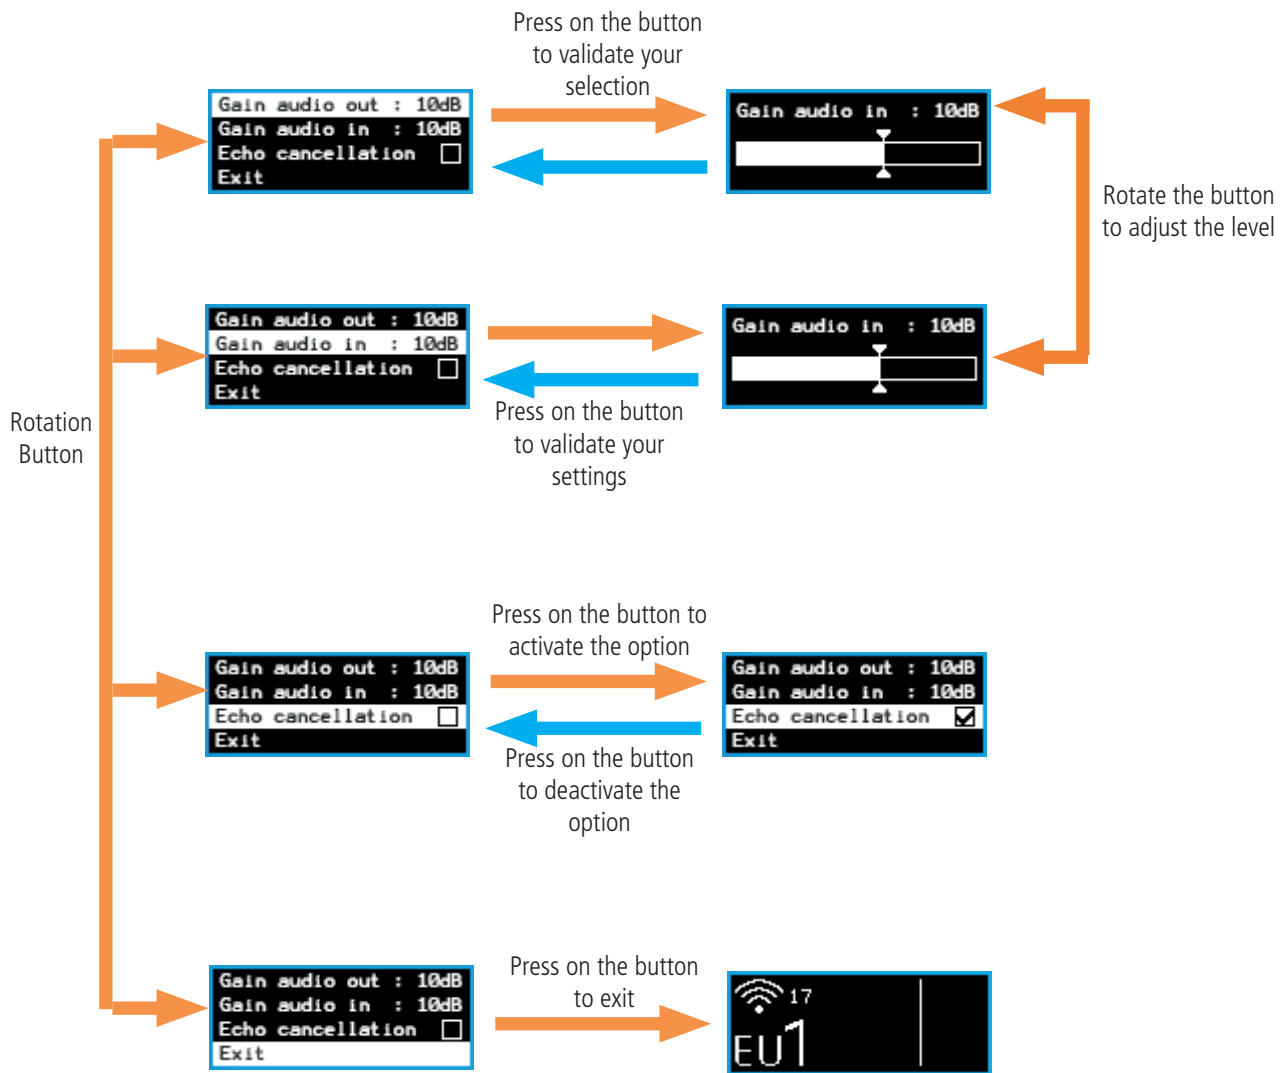 Press on the button
to validate your
selection
Gain audio out : 10dB
Gain audio in : 10dB
Echo cancellation
Exit
Gain audio in : 10dB
Rotate the button
to adjust the level
Gain audio out : 10dB
Gain audio in : 10dB
Echo cancellation
Exit
Gain audio in : 10dB
Press on the button
to validate your
settings
Rotation
Button
Press on the button to
activate the option
Gain audio out : 10dB
Gain audio in : 10dB
Echo cancellation
Exit
Gain audio out : 10dB
Gain audio in : 10dB
Echo cancellation
Exit
Press on the button
to deactivate the
option
Gain audio out : 10dB
Gain audio in : 10dB
Echo cancellation
Exit
Press on the button
to exit
17
EU1